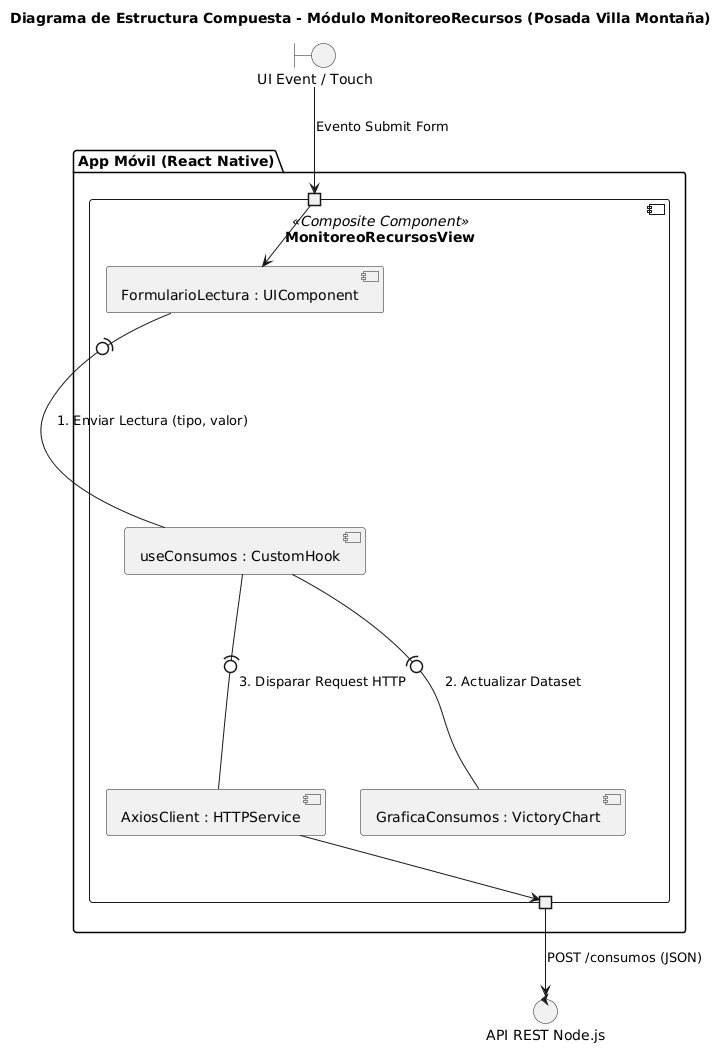 Diagrama de Estructura Compuesta - Módulo MonitoreoRecursos (Posada Villa Montaña)
UI Event / Touch
Evento Submit Form
App Móvil (React Native)
«Composite Component»
MonitoreoRecursosView
FormularioLectura : UIComponent
1. Enviar Lectura (tipo, valor)
useConsumos : CustomHook
3. Disparar Request HTTP
2. Actualizar Dataset
AxiosClient : HTTPService
GraficaConsumos : VictoryChart
POST /consumos (JSON)
API REST Node.js